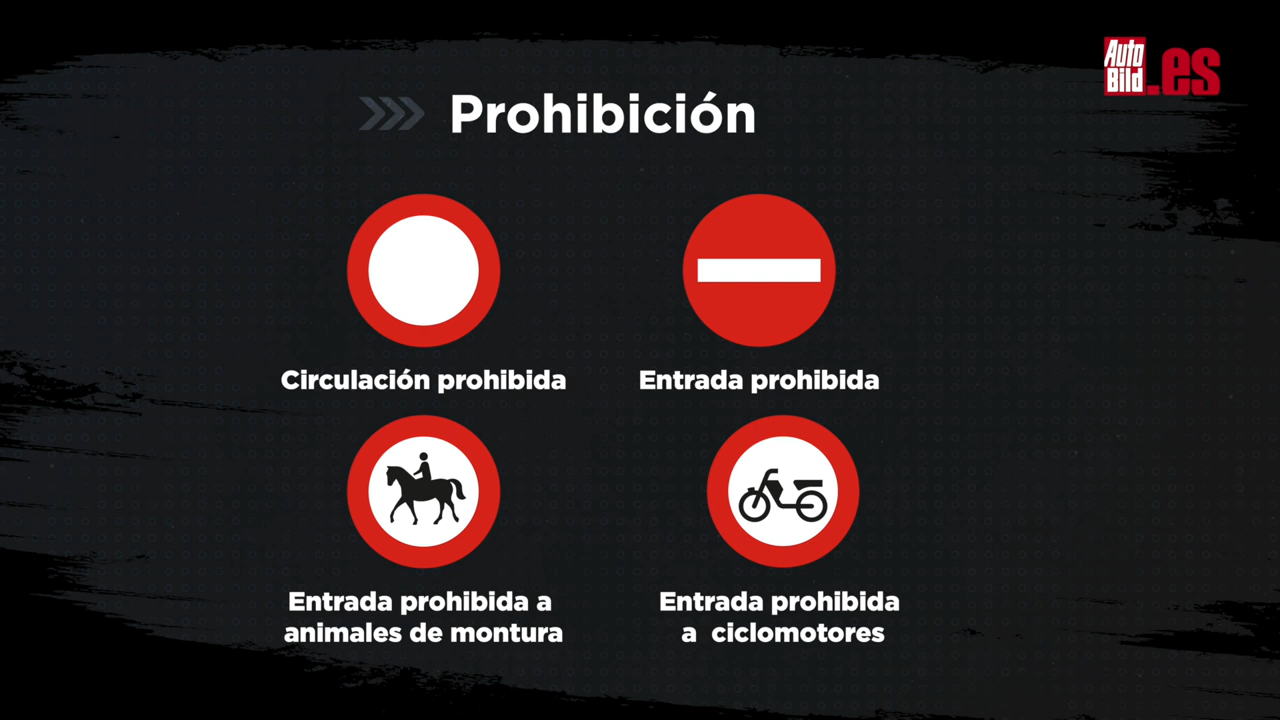 Auto
Bild.es
Prohibición
Circulación prohibida
Entrada prohibida
Entrada prohibida a
animales de montura
Entrada prohibida
a ciclomotores